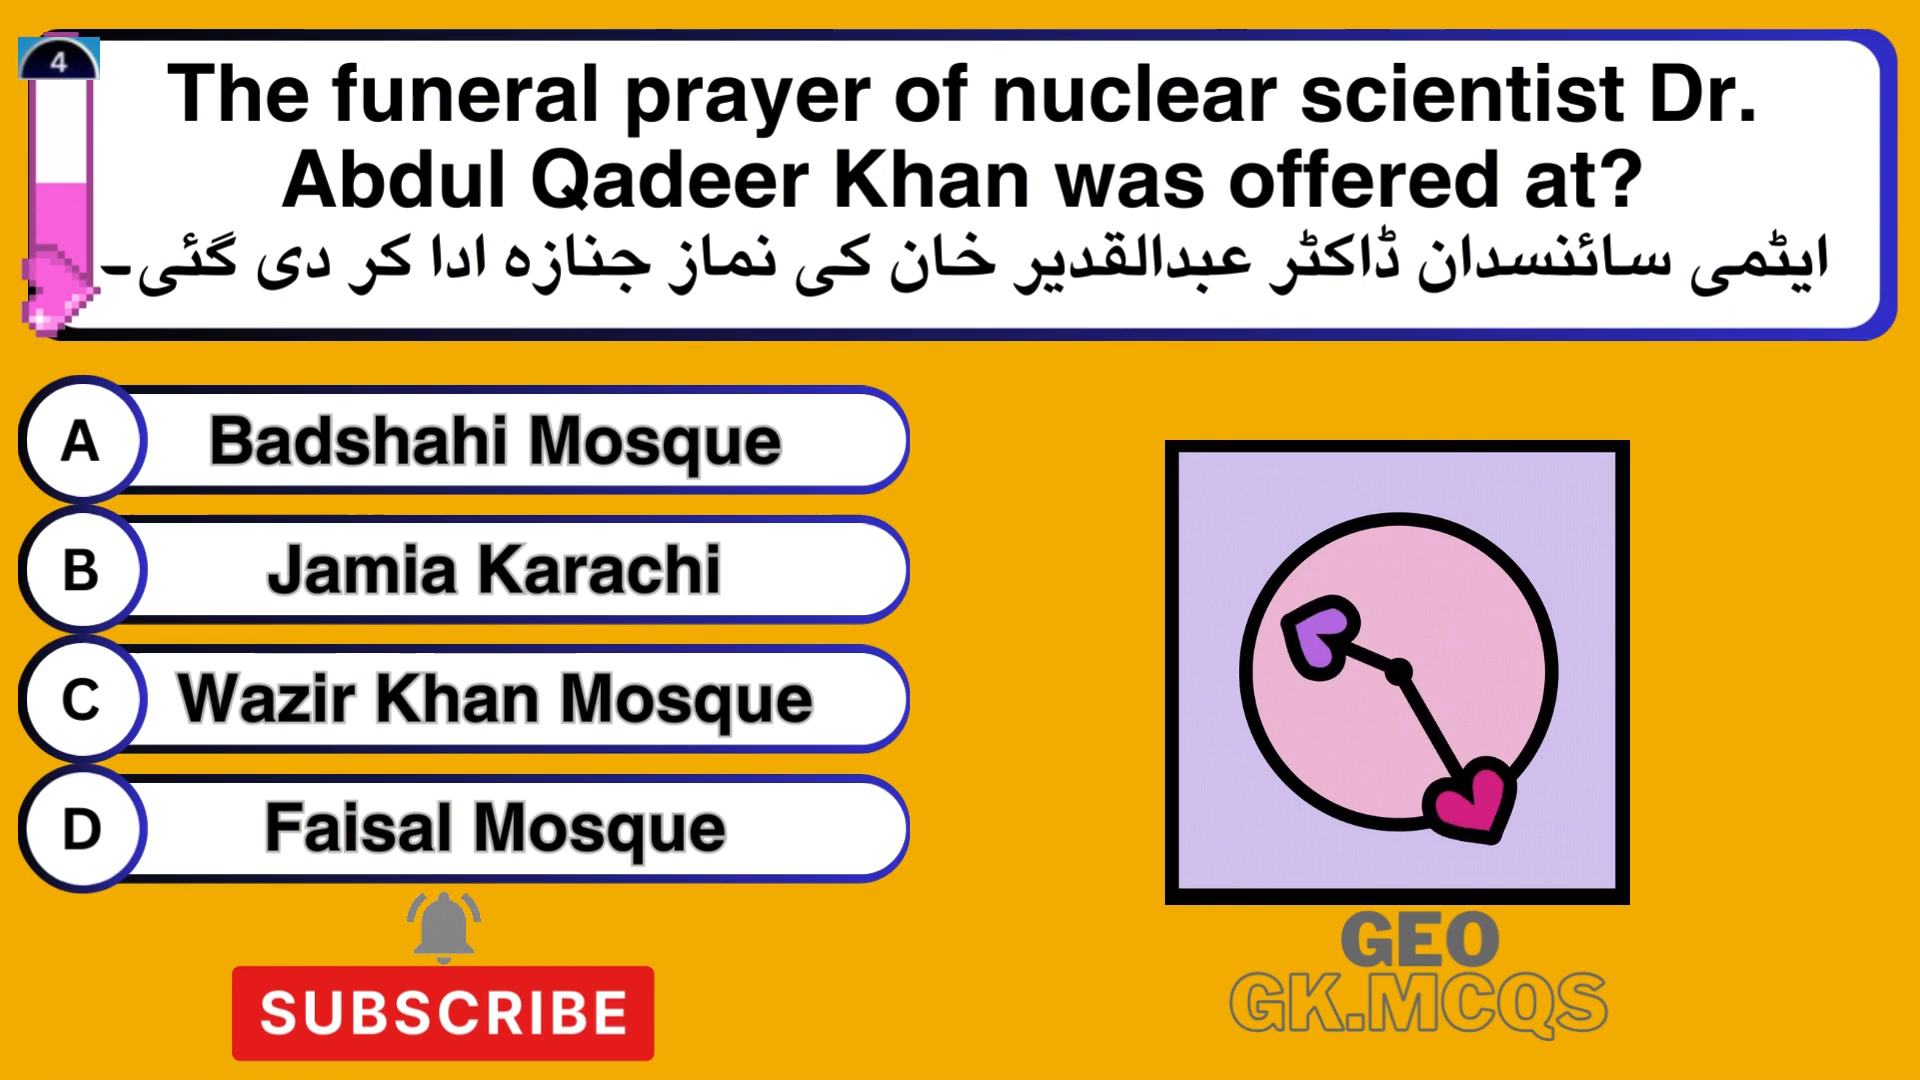 4
The funeral prayer of nuclear scientist Dr.
Abdul Qadeer Khan was offered at?
ایٹمی سائنسدان ڈاکٹر عبدالقدیر خان کی نماز جنازہ ادا کر دی گئی۔
A Badshahi Mosque
B Jamia Karachi
C Wazir Khan Mosque
D Faisal Mosque
SUBSCRIBE
GEO
GK.MCQS